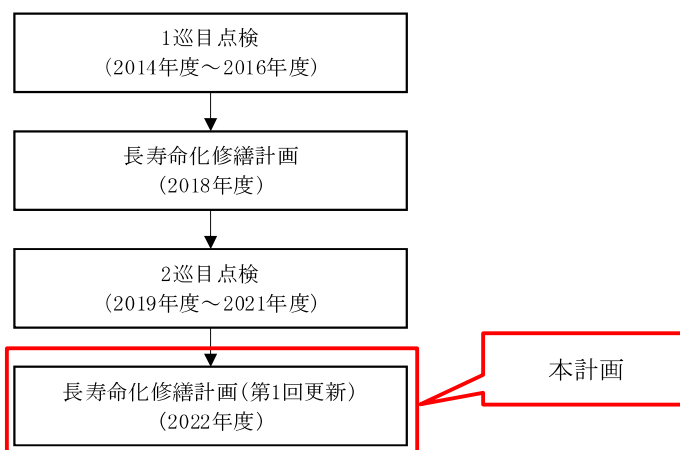 1巡目点検
（2014年度～2016年度）
長寿命化修繕計画
（2018年度）
2巡目点検
（2019年度～2021年度）
長寿命化修繕計画（第1回更新）
（2022年度）
本計画